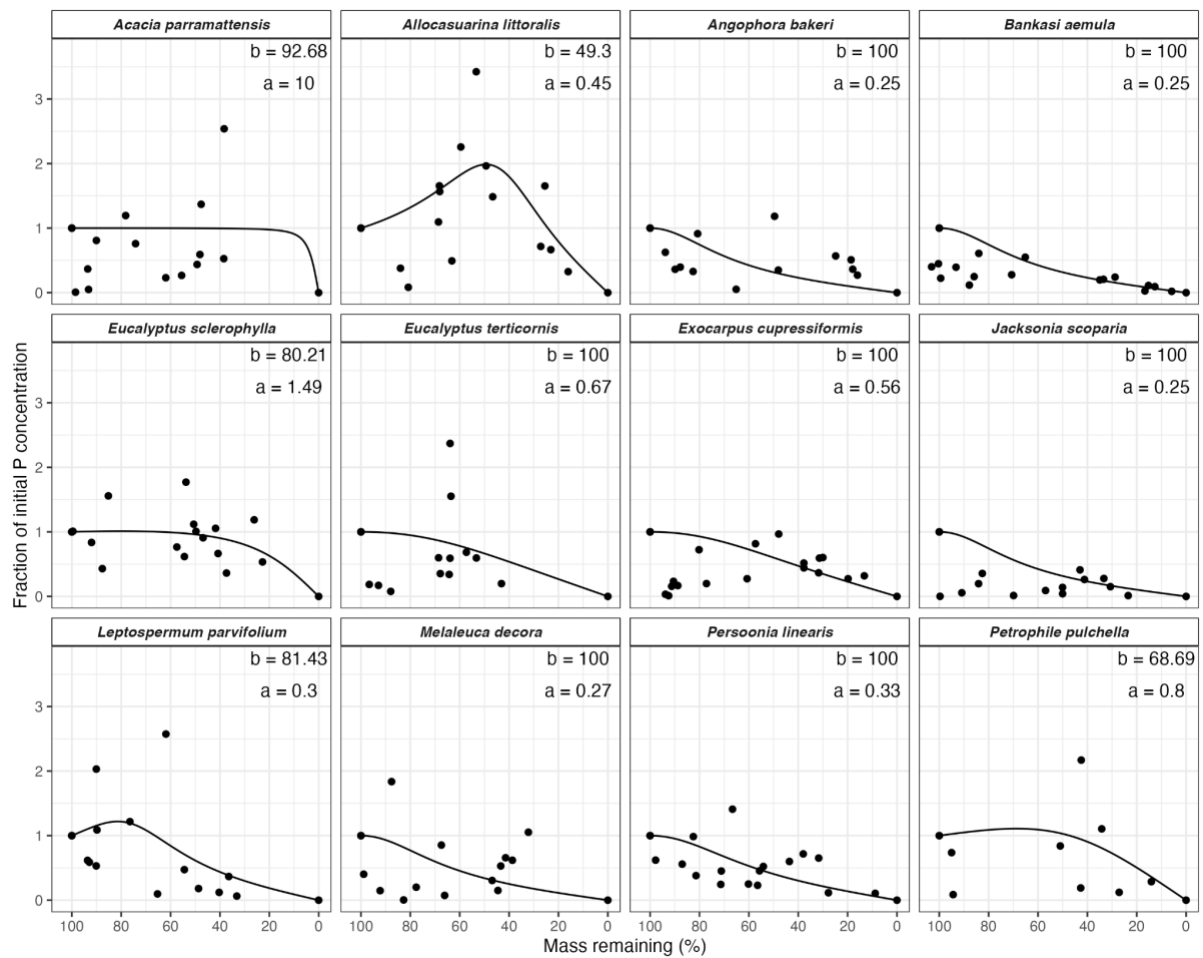 Acacia parramattensis
Allocasuarina littoralis
Angophora bakeri
Bankasi aemula
b = 92.68
a = 10
b = 49.3
a = 0.45
b = 100
a = 0.25
b = 100
a = 0.25
3
2
1
0
Eucalyptus sclerophylla
Eucalyptus terticornis
Exocarpus cupressiformis
Jacksonia scoparia
b = 80.21
a = 1.49
b = 100
a = 0.67
b = 100
a = 0.56
b = 100
a = 0.25
3
2
1
0
Fraction of initial P concentration
Leptospermum parvifolium
Melaleuca decora
Persoonia linearis
Petrophile pulchella
b = 81.43
a = 0.3
b = 100
a = 0.27
b = 100
a = 0.33
b = 68.69
a = 0.8
3
2
1
0
100 80 60 40 20 0
100 80 60 40 20 0
100 80 60 40 20 0
100 80 60 40 20 0
Mass remaining (%)